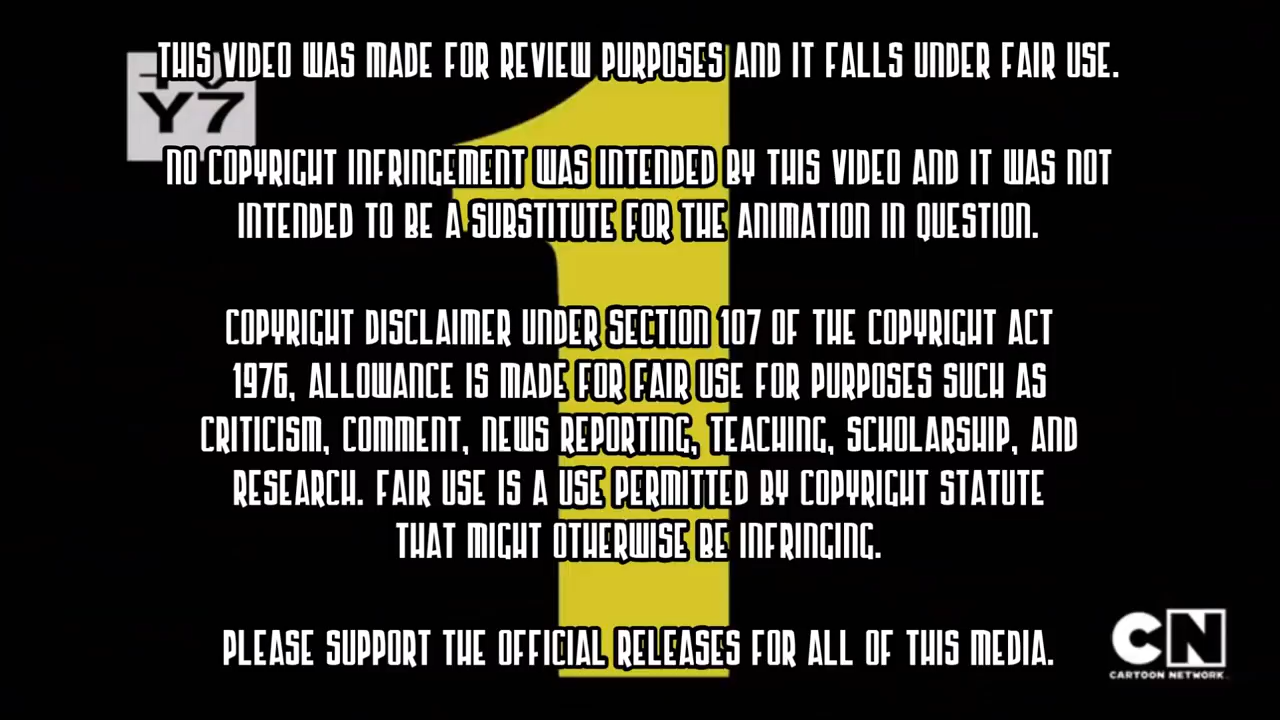 THIS VIDEO WAS MADE FOR REVIEW PURPOSES AND IT FALLS UNDER FAIR USE.
Y7
NO COPYRIGHT INFRINGEMENT WAS INTENDED BY THIS VIDEO AND IT WAS NOT
INTENDED TO BE A SUBSTITUTE FOR THE ANIMATION IN QUESTION.
1
COPYRIGHT DISCLAIMER UNDER SECTION 107 OF THE COPYRIGHT ACT
1976, ALLOWANCE IS MADE FOR FAIR USE FOR PURPOSES SUCH AS
CRITICISM, COMMENT, NEWS REPORTING, TEACHING, SCHOLARSHIP, AND
RESEARCH. FAIR USE IS A USE PERMITTED BY COPYRIGHT STATUTE
THAT MIGHT OTHERWISE BE INFRINGING.
PLEASE SUPPORT THE OFFICIAL RELEASES FOR ALL OF THIS MEDIA.
CN
CARTOON NETWORK